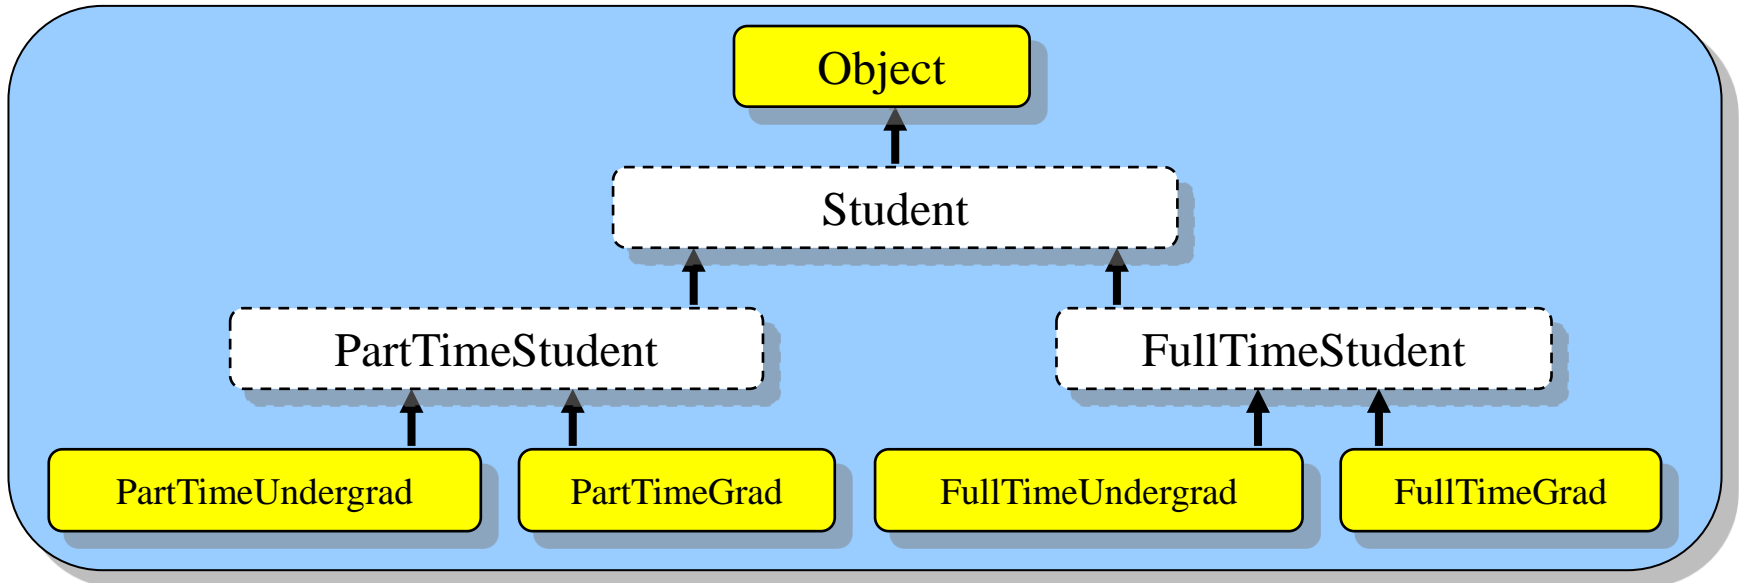 Object
Student
PartTimeStudent
FullTimeStudent
PartTimeUndergrad
PartTimeGrad
FullTimeUndergrad
FullTimeGrad